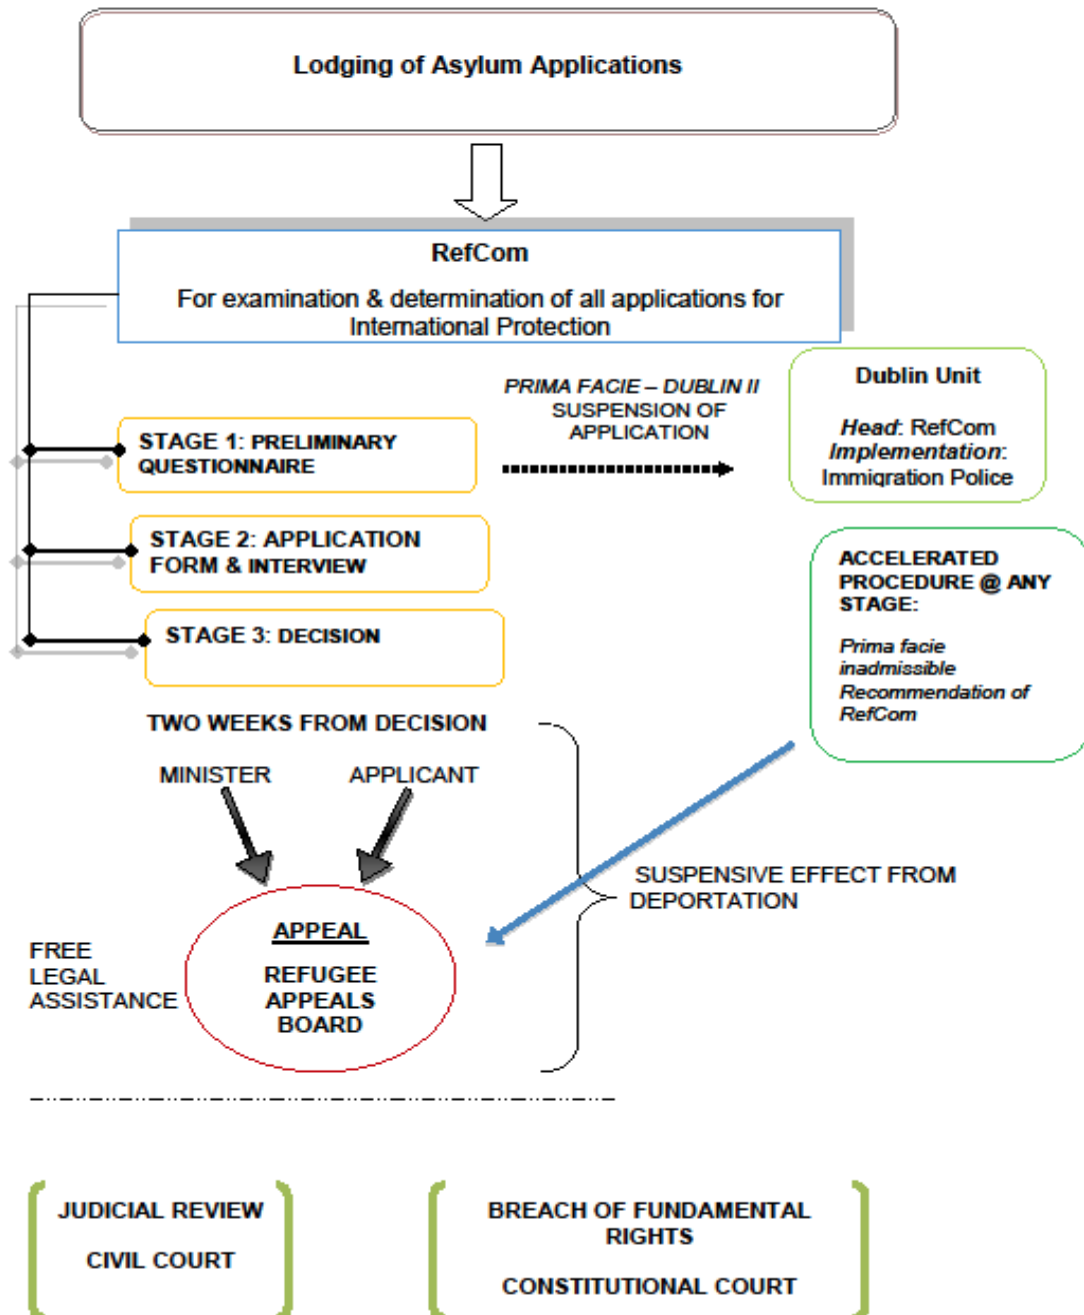 Lodging of Asylum Applications
RefCom
For examination & determination of all applications for
International Protection
PRIMA FACIE – DUBLIN II
SUSPENSION OF
APPLICATION
Dublin Unit
Head: RefCom
Implementation:
Immigration Police
STAGE 1: PRELIMINARY
QUESTIONNAIRE
STAGE 2: APPLICATION
FORM & INTERVIEW
STAGE 3: DECISION
ACCELERATED
PROCEDURE @ ANY
STAGE:
Prima facie
inadmissible
Recommendation of
RefCom
TWO WEEKS FROM DECISION
MINISTER
APPLICANT
SUSPENSIVE EFFECT FROM
DEPORTATION
APPEAL
REFUGEE
APPEALS
BOARD
FREE
LEGAL
ASSISTANCE
JUDICIAL REVIEW
CIVIL COURT
BREACH OF FUNDAMENTAL
RIGHTS
CONSTITUTIONAL COURT